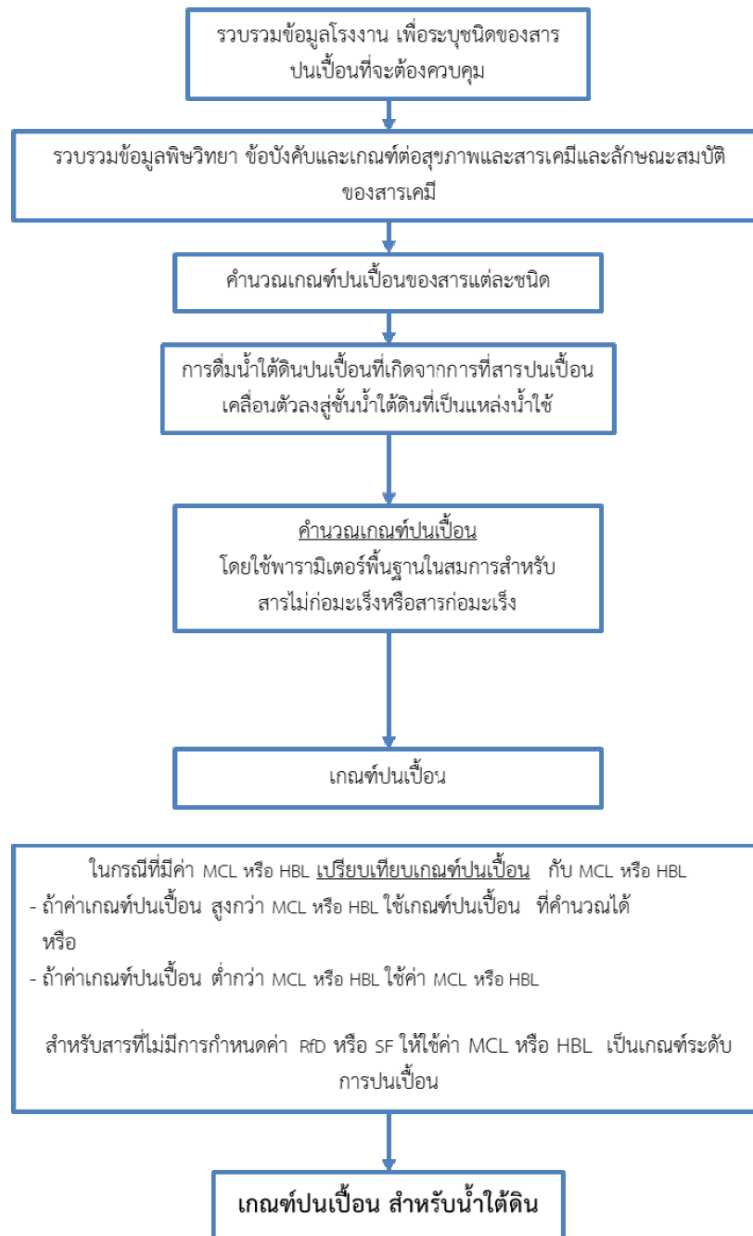 รวบรวมข้อมูลโรงงาน เพื่อระบุชนิดของสาร
ปนเปื้อนที่จะต้องควบคุม
รวบรวมข้อมูลพิษวิทยา ข้อบังคับและเกณฑ์ต่อสุขภาพและสารเคมีและลักษณะสมบัติ
ของสารเคมี
คำนวณเกณฑ์ปนเปื้อนของสารแต่ละชนิด
การดื่มน้ำใต้ดินปนเปื้อนที่เกิดจากการที่สารปนเปื้อน
เคลื่อนตัวลงสู่ชั้นน้ำใต้ดินที่เป็นแหล่งน้ำใช้
คำนวณเกณฑ์ปนเปื้อน
โดยใช้พารามิเตอร์พื้นฐานในสมการสำหรับ
สารไม่ก่อมะเร็งหรือสารก่อมะเร็ง
เกณฑ์ปนเปื้อน
ในกรณีที่มีค่า MCL หรือ HBL เปรียบเทียบเกณฑ์ปนเปื้อน กับ MCL หรือ HBL
- ถ้าค่าเกณฑ์ปนเปื้อน สูงกว่า MCL หรือ HBL ใช้เกณฑ์ปนเปื้อน ที่คำนวณได้
หรือ
- ถ้าค่าเกณฑ์ปนเปื้อน ต่ำกว่า MCL หรือ HBL ใช้ค่า MCL หรือ HBL
สำหรับสารที่ไม่มีการกำหนดค่า RfD หรือ SF ให้ใช้ค่า MCL หรือ HBL เป็นเกณฑ์ระดับ
การปนเปื้อน
เกณฑ์ปนเปื้อน สำหรับน้ำใต้ดิน